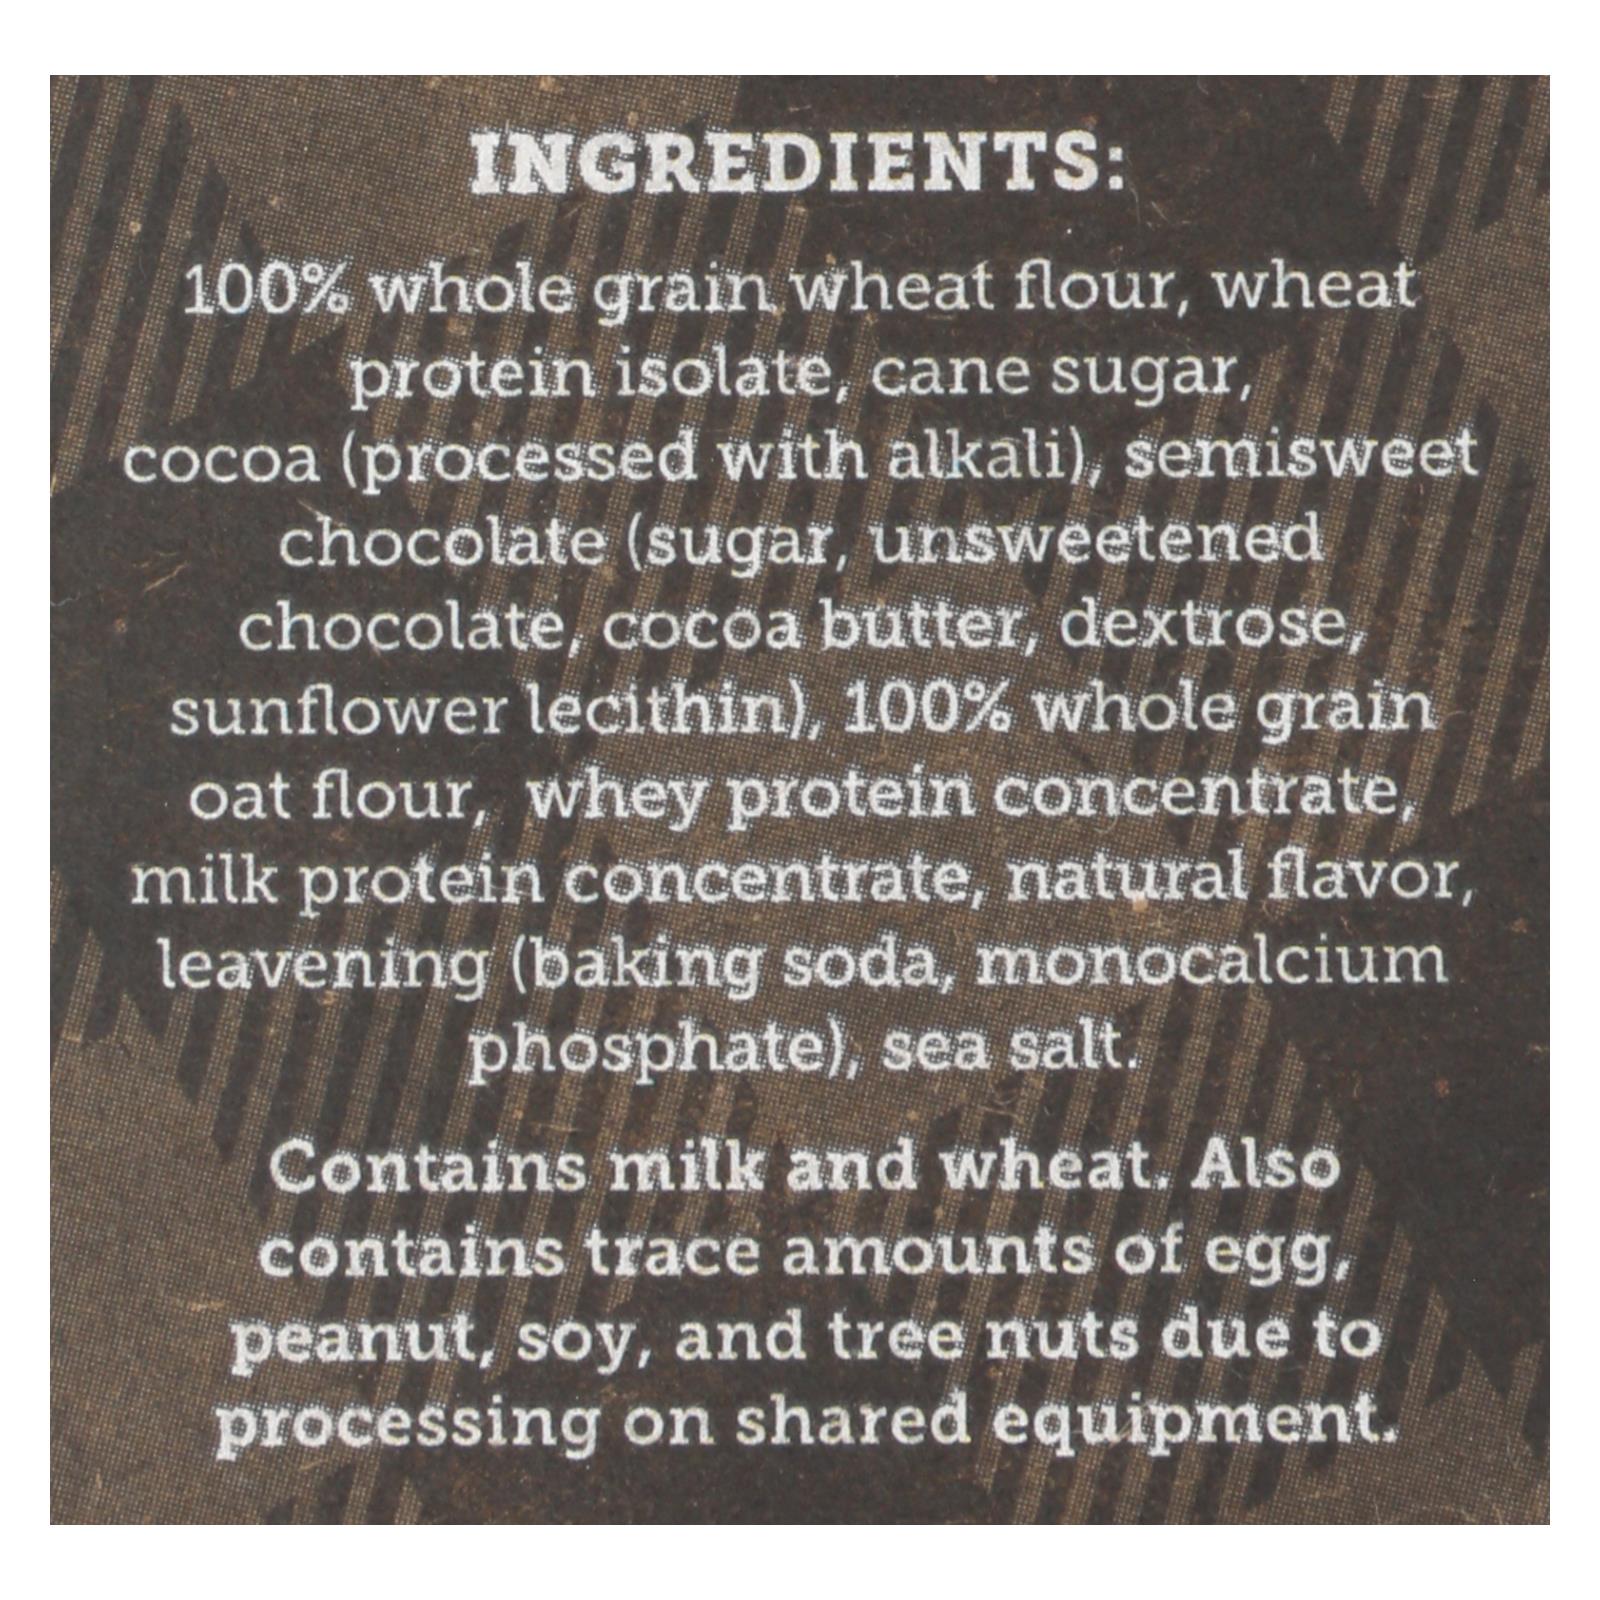 INGREDIENTS:
100% whole grain wheat flour, wheat
protein isolate, cane sugar,
cocoa (processed with alkali), semisweet
chocolate (sugar, unsweetened
chocolate, cocoa butter, dextrose,
sunflower lecithin), 100% whole grain
oat flour, whey protein concentrate,
milk protein concentrate, natural flavor,
leavening (baking soda, monocalcium
phosphate), sea salt.
Contains milk and wheat. Also
contains trace amounts of egg,
peanut, soy, and tree nuts due to
processing on shared equipment.